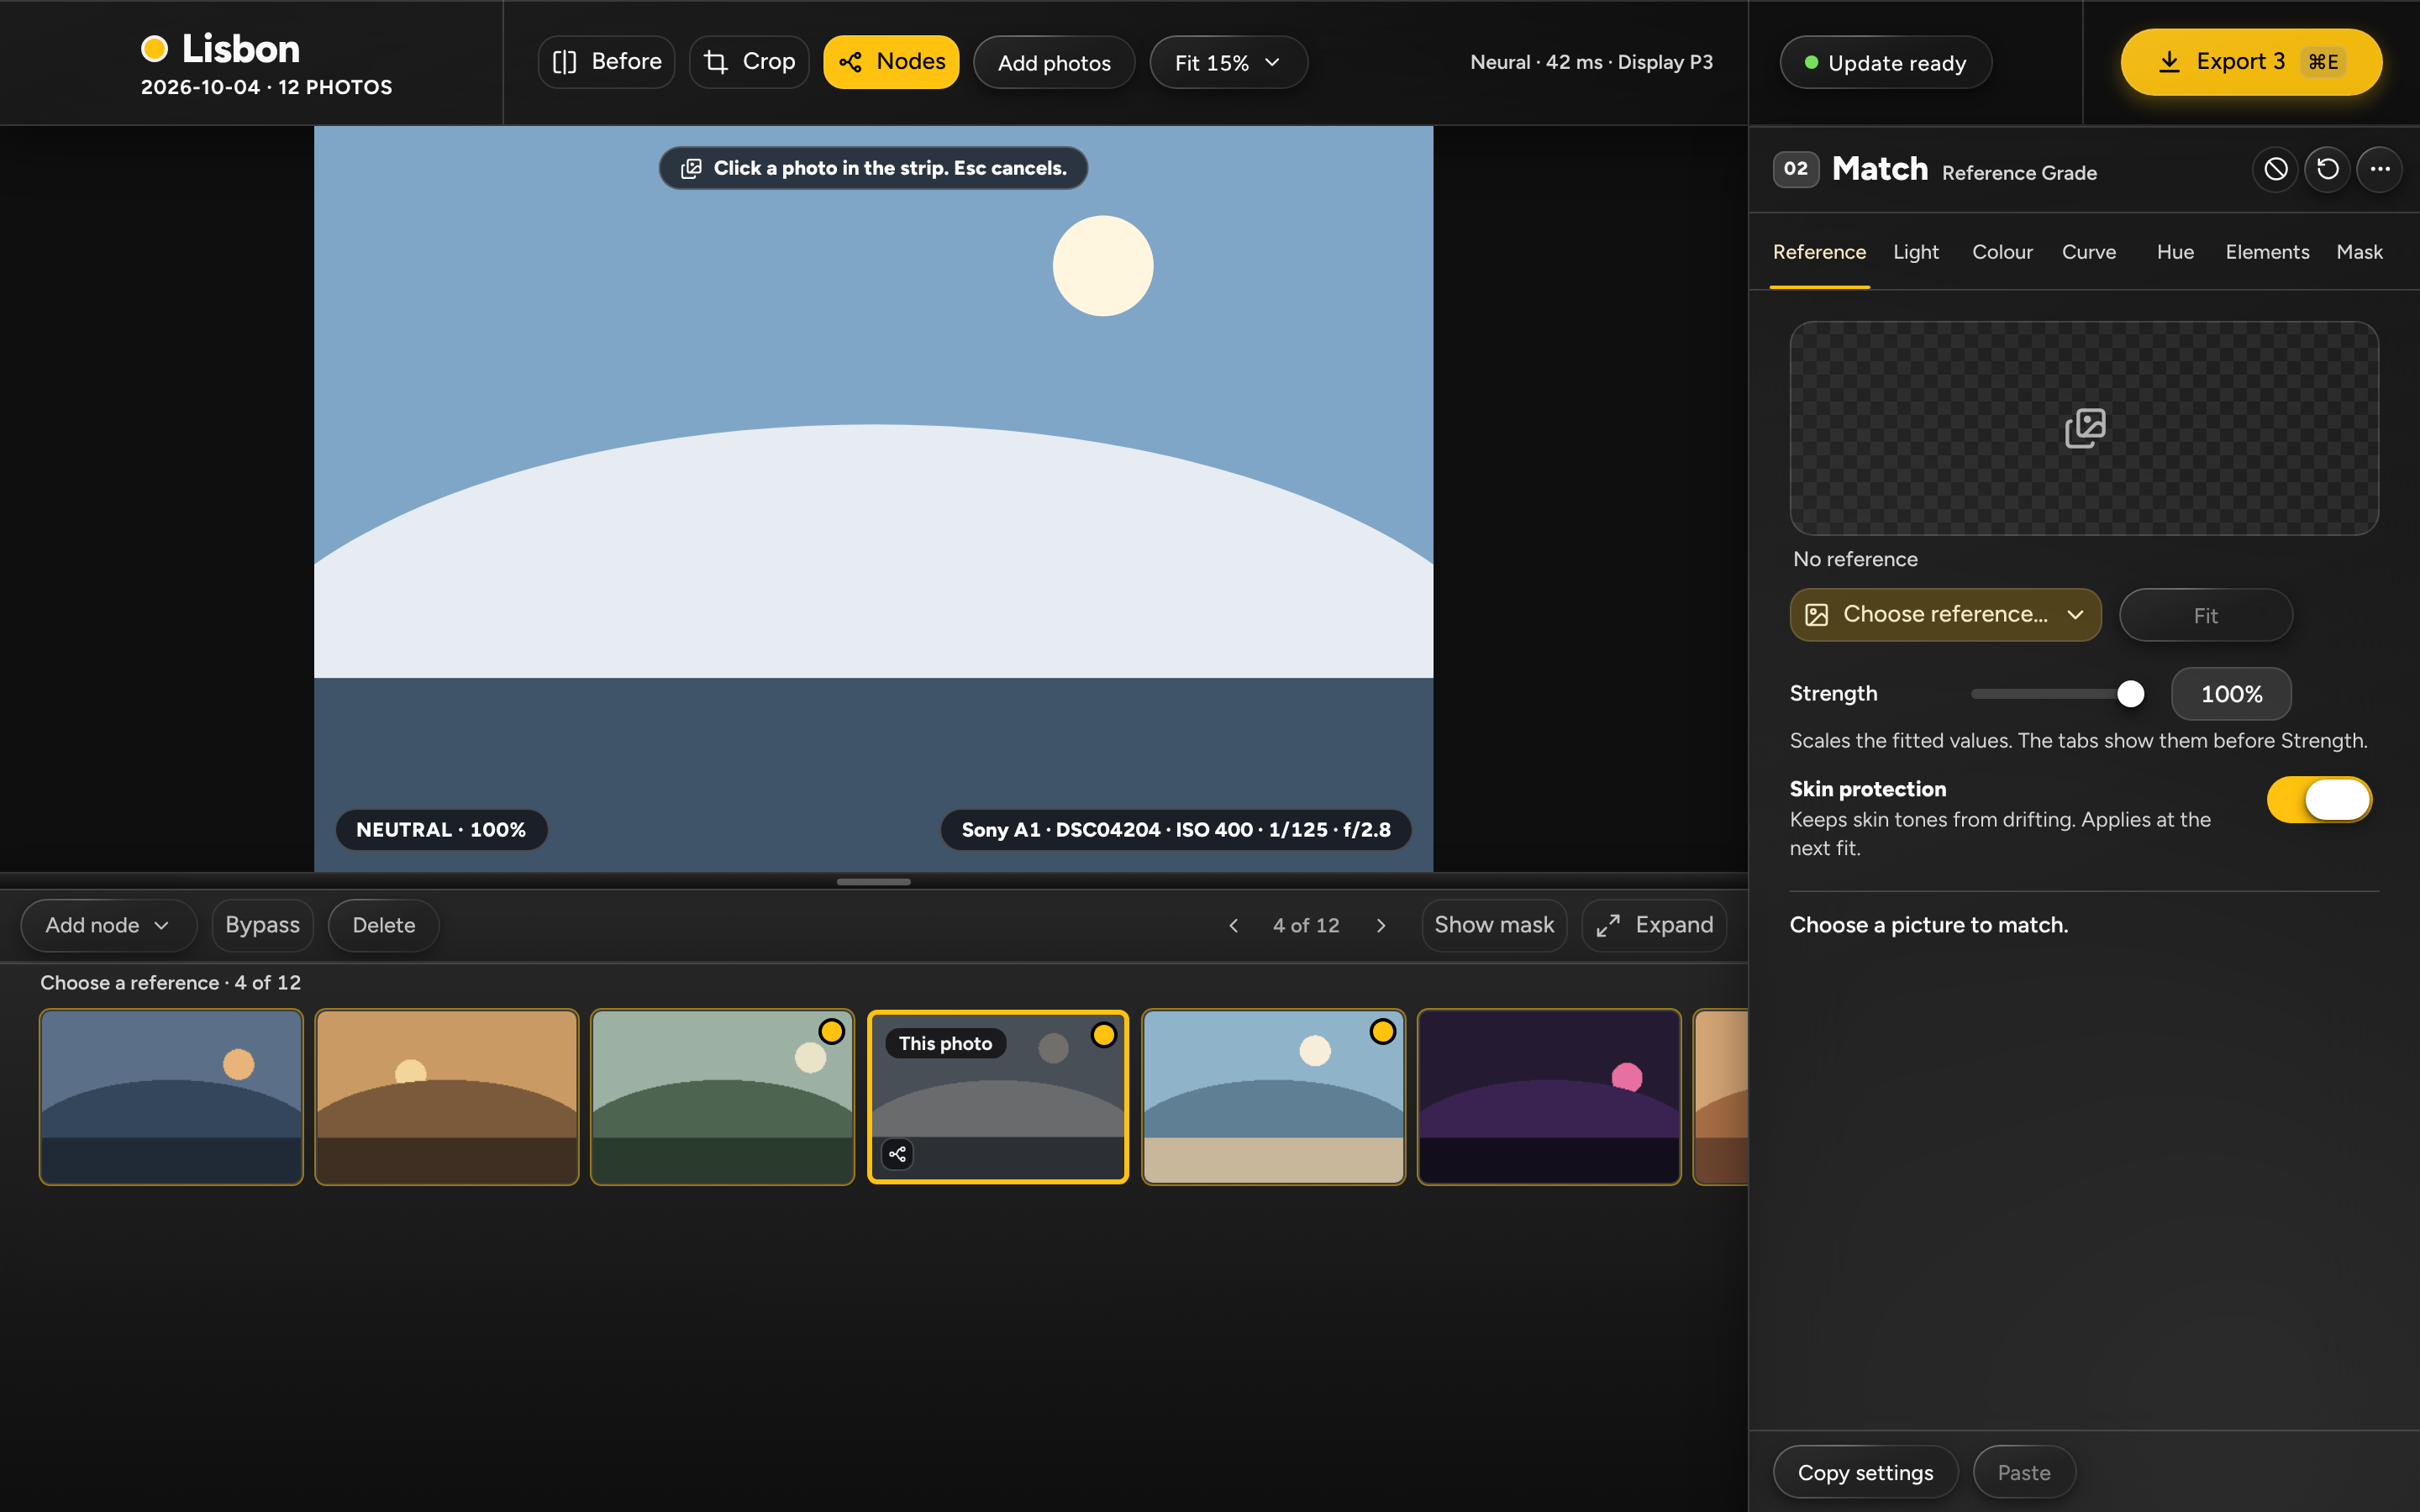 Lisbon
2026-10-04 · 12 PHOTOS
Before
Crop
Nodes
Add photos
Fit 15%
Neural · 42 ms · Display P3
Update ready
Export 3 ⌘E
Click a photo in the strip. Esc cancels.
NEUTRAL · 100%
Sony A1 · DSC04204 · ISO 400 · 1/125 · f/2.8
02 Match Reference Grade
Reference Light Colour Curve Hue Elements Mask
No reference
Choose reference...
Fit
Strength
100%
Scales the fitted values. The tabs show them before Strength.
Skin protection
Keeps skin tones from drifting. Applies at the
next fit.
Choose a picture to match.
Add node
Bypass
Delete
4 of 12
Show mask
Expand
Choose a reference · 4 of 12
This photo
Copy settings
Paste